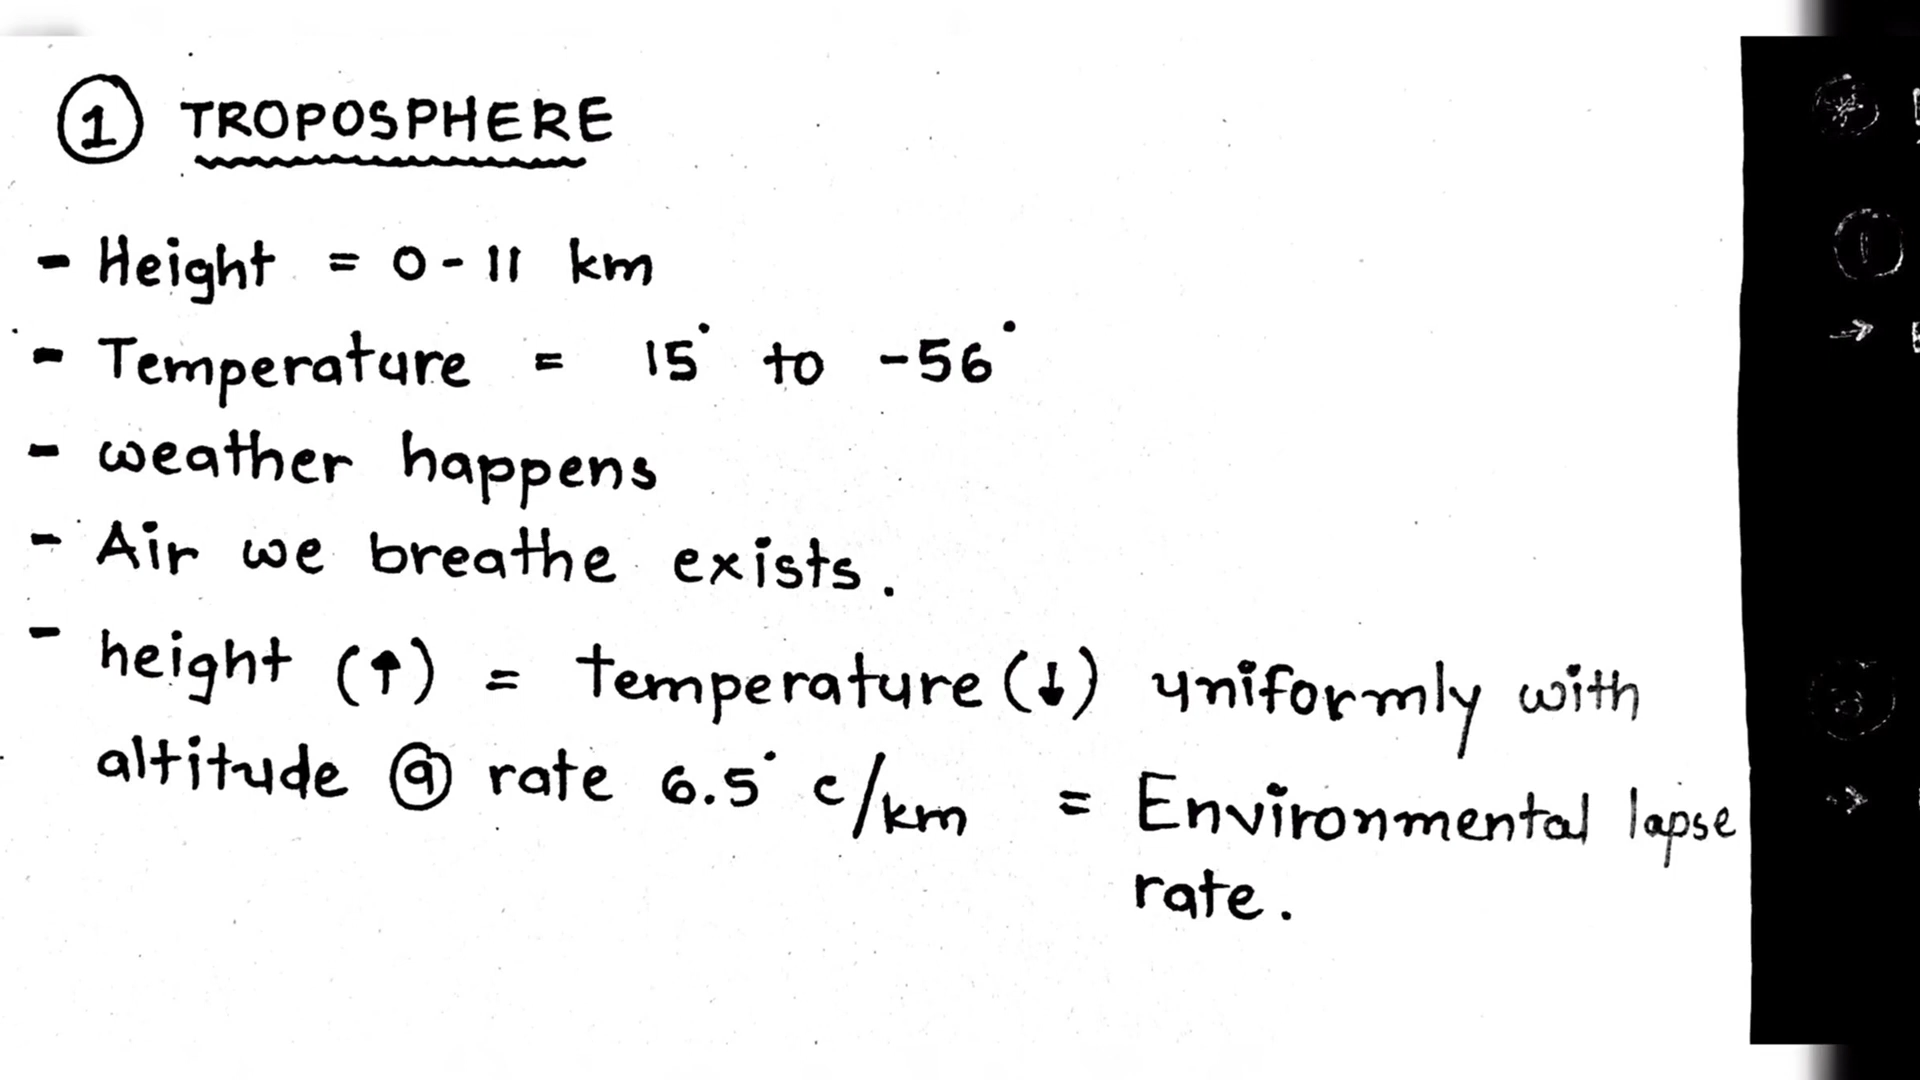 ① TROPOSPHERE
- Height = 0-11 km
- Temperature = 15° to -56°
- weather happens
- Air we breathe exists.
- height (↑) = temperature (↓) uniformly with
altitude @ rate 6.5° c/km = Environmental lapse
rate.